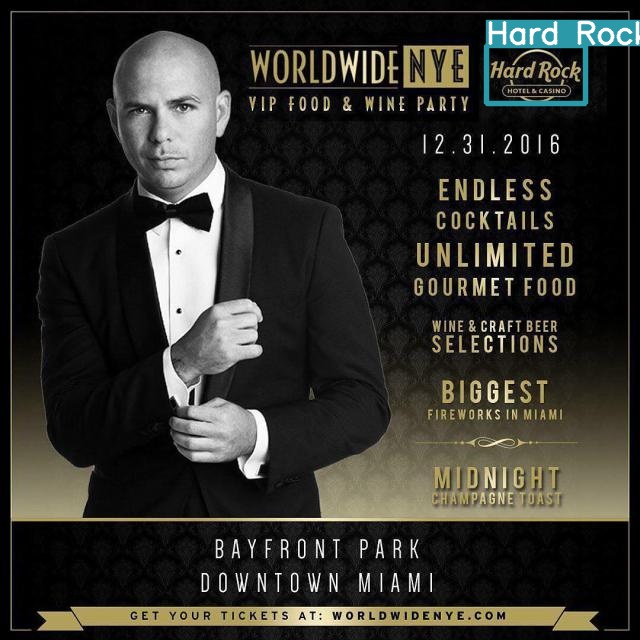 Hard Rock
WORLDWIDE NYE
VIP FOOD & WINE PARTY
Hard Rock
HOTEL & CASINO
12.31.2016
ENDLESS
COCKTAILS
UNLIMITED
GOURMET FOOD
WINE & CRAFT BEER
SELECTIONS
BIGGEST
FIREWORKS IN MIAMI
MIDNIGHT
CHAMPAGNE TOAST
BAYFRONT PARK
DOWNTOWN MIAMI
GET YOUR TICKETS AT: WORLDWIDENYE.COM